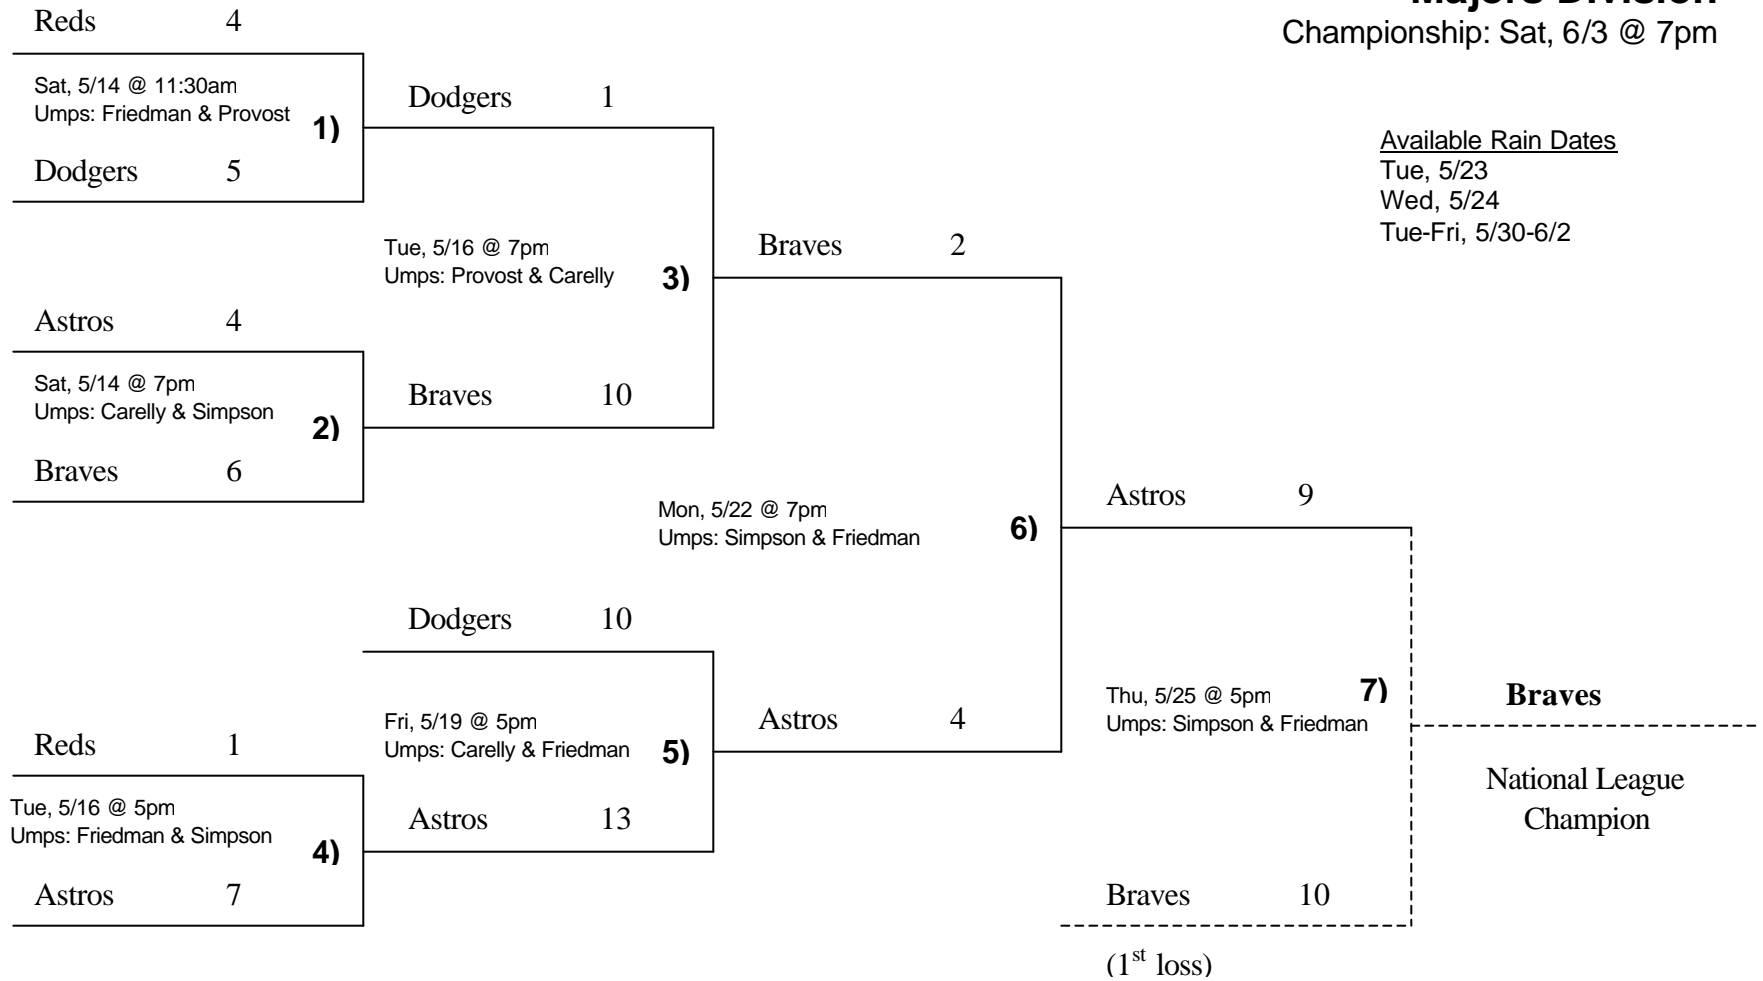 Majors Division
Championship: Sat, 6/3 @ 7pm
Available Rain Dates
Tue, 5/23
Wed, 5/24
Tue-Fri, 5/30-6/2
Reds 4
Sat, 5/14 @ 11:30am
Umps: Friedman & Provost
1)
Dodgers 5
Astros 4
Sat, 5/14 @ 7pm
Umps: Carelly & Simpson
2)
Braves 6
Dodgers 1
Tue, 5/16 @ 7pm
Umps: Provost & Carelly
3)
Braves 10
Reds 1
Tue, 5/16 @ 5pm
Umps: Friedman & Simpson
4)
Astros 7
Dodgers 10
Fri, 5/19 @ 5pm
Umps: Carelly & Friedman
5)
Astros 13
Braves 2
Mon, 5/22 @ 7pm
Umps: Simpson & Friedman
6)
Astros 4
Astros 9
Thu, 5/25 @ 5pm
Umps: Simpson & Friedman
7)
Braves 10
(1st loss)
Braves
National League
Champion